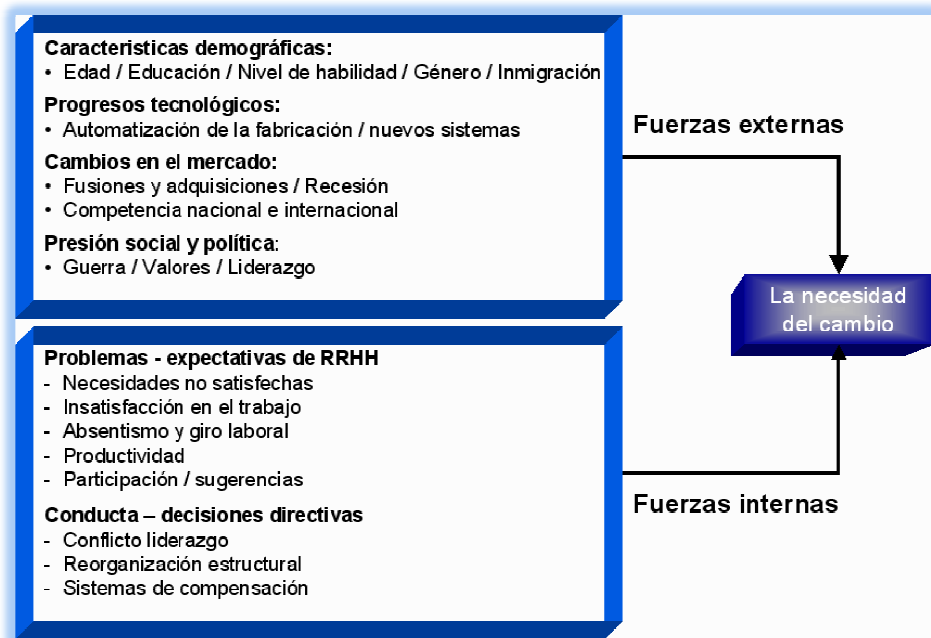 Caracteristicas demográficas:
• Edad / Educación / Nivel de habilidad / Género / Inmigración
Progresos tecnológicos:
• Automatización de la fabricación / nuevos sistemas
Cambios en el mercado:
• Fusiones y adquisiciones / Recesión
• Competencia nacional e internacional
Presión social y política:
• Guerra / Valores / Liderazgo
Fuerzas externas
La necesidad
del cambio
Problemas - expectativas de RRHH
- Necesidades no satisfechas
- Insatisfacción en el trabajo
- Absentismo y giro laboral
- Productividad
- Participación / sugerencias
Conducta – decisiones directivas
- Conflicto liderazgo
- Reorganización estructural
- Sistemas de compensación
Fuerzas internas